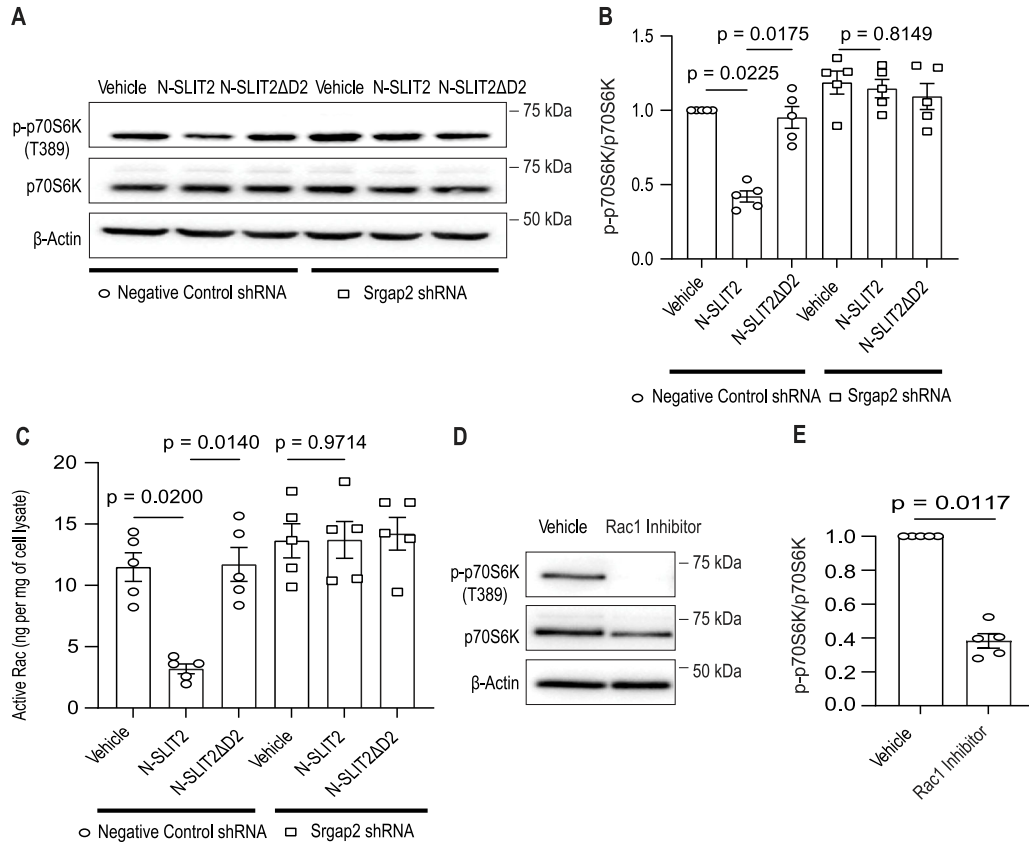 A
Vehicle N-SLIT2 N-SLIT2ΔD2 Vehicle N-SLIT2 N-SLIT2ΔD2
p-p70S6K
(T389)
75 kDa
p70S6K
75 kDa
β-Actin
50 kDa
Negative Control shRNA Srgap2 shRNA
B
p = 0.0175
p = 0.8149
p = 0.0225
p-p70S6K/p70S6K
1.5
1.0
0.5
0.0
Vehicle
N-SLIT2
N-SLIT2ΔD2
Vehicle
N-SLIT2
N-SLIT2ΔD2
Negative Control shRNA Srgap2 shRNA
C
p = 0.0140
p = 0.9714
p = 0.0200
Active Rac (ng per mg of cell lysate)
20
15
10
5
0
Vehicle
N-SLIT2
N-SLIT2ΔD2
Vehicle
N-SLIT2
N-SLIT2ΔD2
Negative Control shRNA Srgap2 shRNA
D
Vehicle Rac1 Inhibitor
p-p70S6K
(T389)
75 kDa
p70S6K
75 kDa
β-Actin
50 kDa
E
p = 0.0117
p-p70S6K/p70S6K
1.0
0.8
0.6
0.4
0.2
0.0
Vehicle
Rac1 Inhibitor